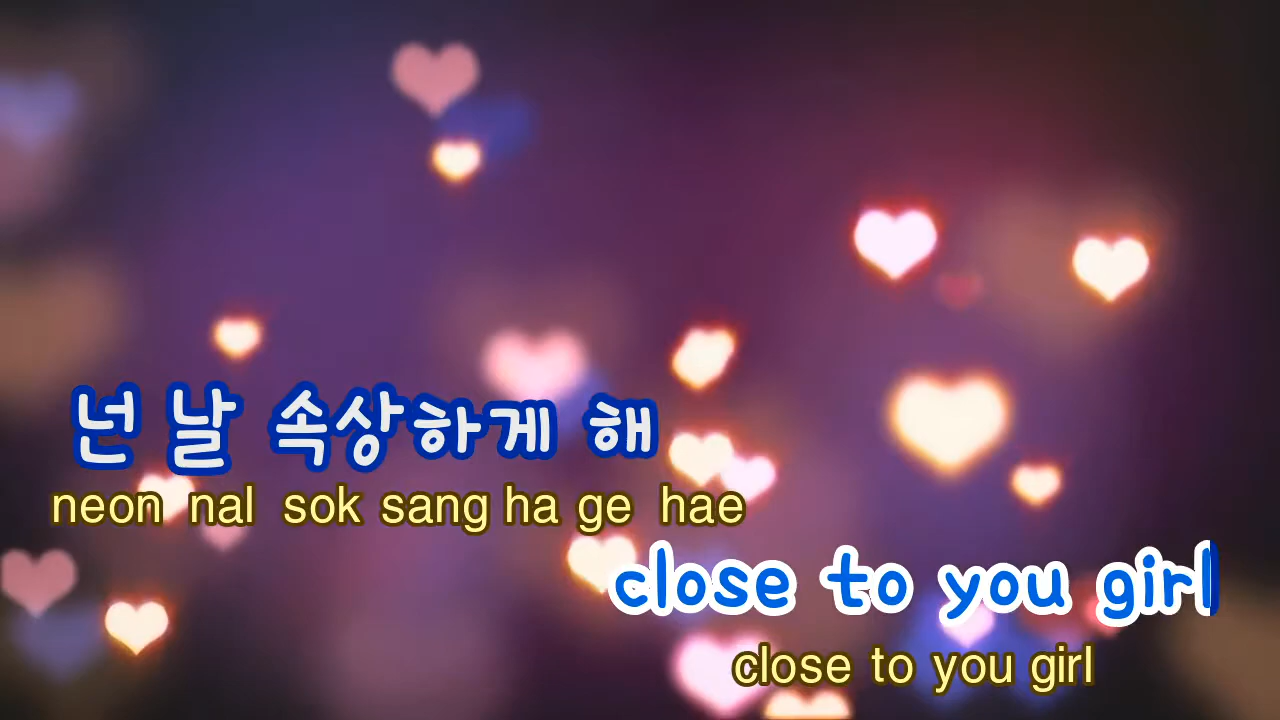 넌 날 속상하게 해
neon nal sok sang ha ge hae
close to you girl
close to you girl